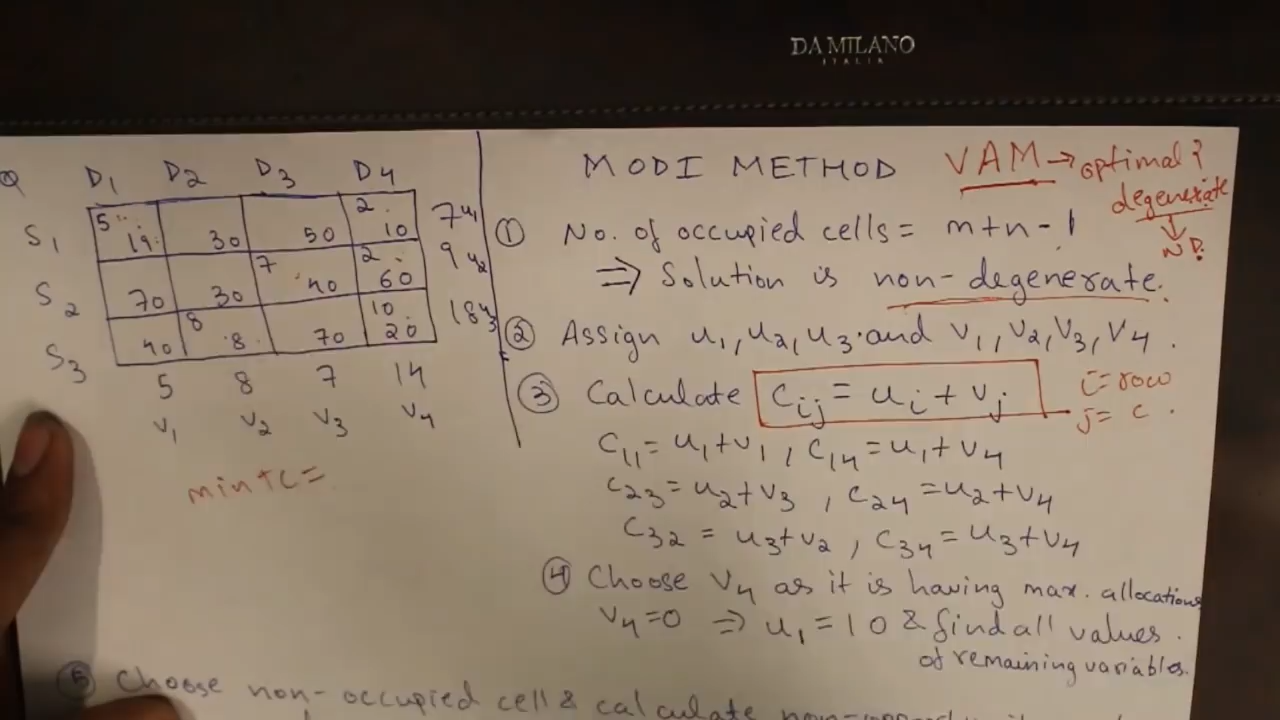 DA MILANO
ITALIA
D1 D2 D3 D4
S1 5 19 30 50 2 10 7 u1
S2 70 30 7 40 2 60 9 u2
S3 40 8 8 70 10 20 18 u3
5 8 7 14
v1 v2 v3 v4
min TC =
MODI METHOD VAM → optimal?
degenerate
↓
ND.
① No. of occupied cells = m+n-1
⇒ Solution is non-degenerate.
② Assign u1, u2, u3 and v1, v2, v3, v4.
③ Calculate Cij = ui + vj i = row
j = c.
C11 = u1+v1, C14 = u1+v4
C23 = u2+v3, C24 = u2+v4
C32 = u3+v2, C34 = u3+v4
④ Choose v4 as it is having max. allocations
v4=0 ⇒ u1=10 & find all values
of remaining variables.
⑤ Choose non-occupied cell & calculate